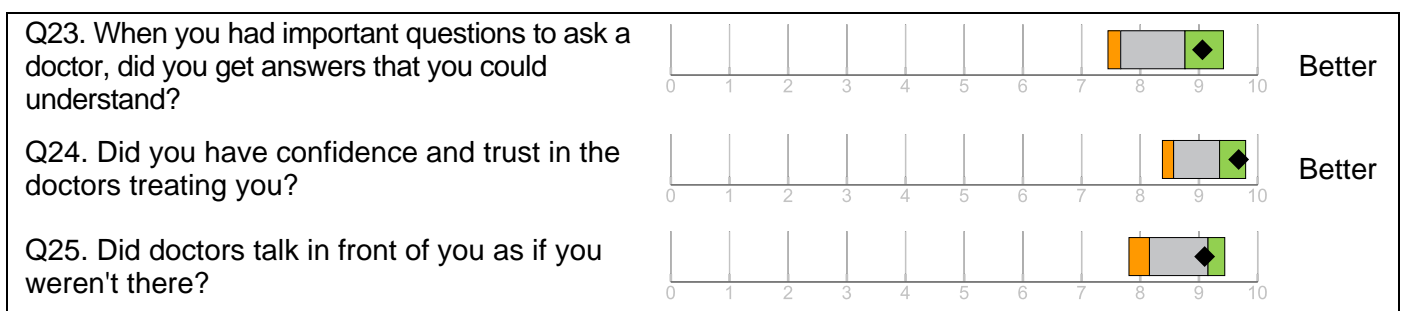 Q23. When you had important questions to ask a
doctor, did you get answers that you could
understand?
0 1 2 3 4 5 6 7 8 9 10
Better
Q24. Did you have confidence and trust in the
doctors treating you?
0 1 2 3 4 5 6 7 8 9 10
Better
Q25. Did doctors talk in front of you as if you
weren't there?
0 1 2 3 4 5 6 7 8 9 10